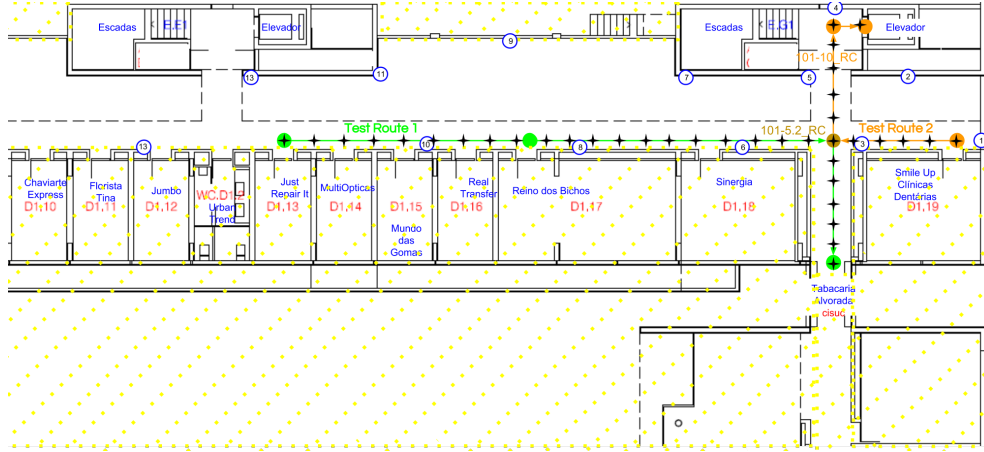 4
Escadas
E.E1
Elevador
Escadas
E.G1
Elevador
9
101-10_RC
13
11
7
5
2
Test Route 1
101-5.2_RC
Test Route 2
13
10
8
6
3
1
Chaviarte
Express
D1,10
Florista
Tina
D1,11
Jumbo
D1,12
WC.D1.2
Urban
Trend
Just
Repair It
D1,13
MultiOpticas
D1,14
D1,15
Mundo
das
Gomas
Real
Transfer
D1,16
Reino dos Bichos
D1,17
Sinergia
D1,18
Smile Up
Clínicas
Dentárias
D1,19
Tabacaria
Alvorada
cisuc